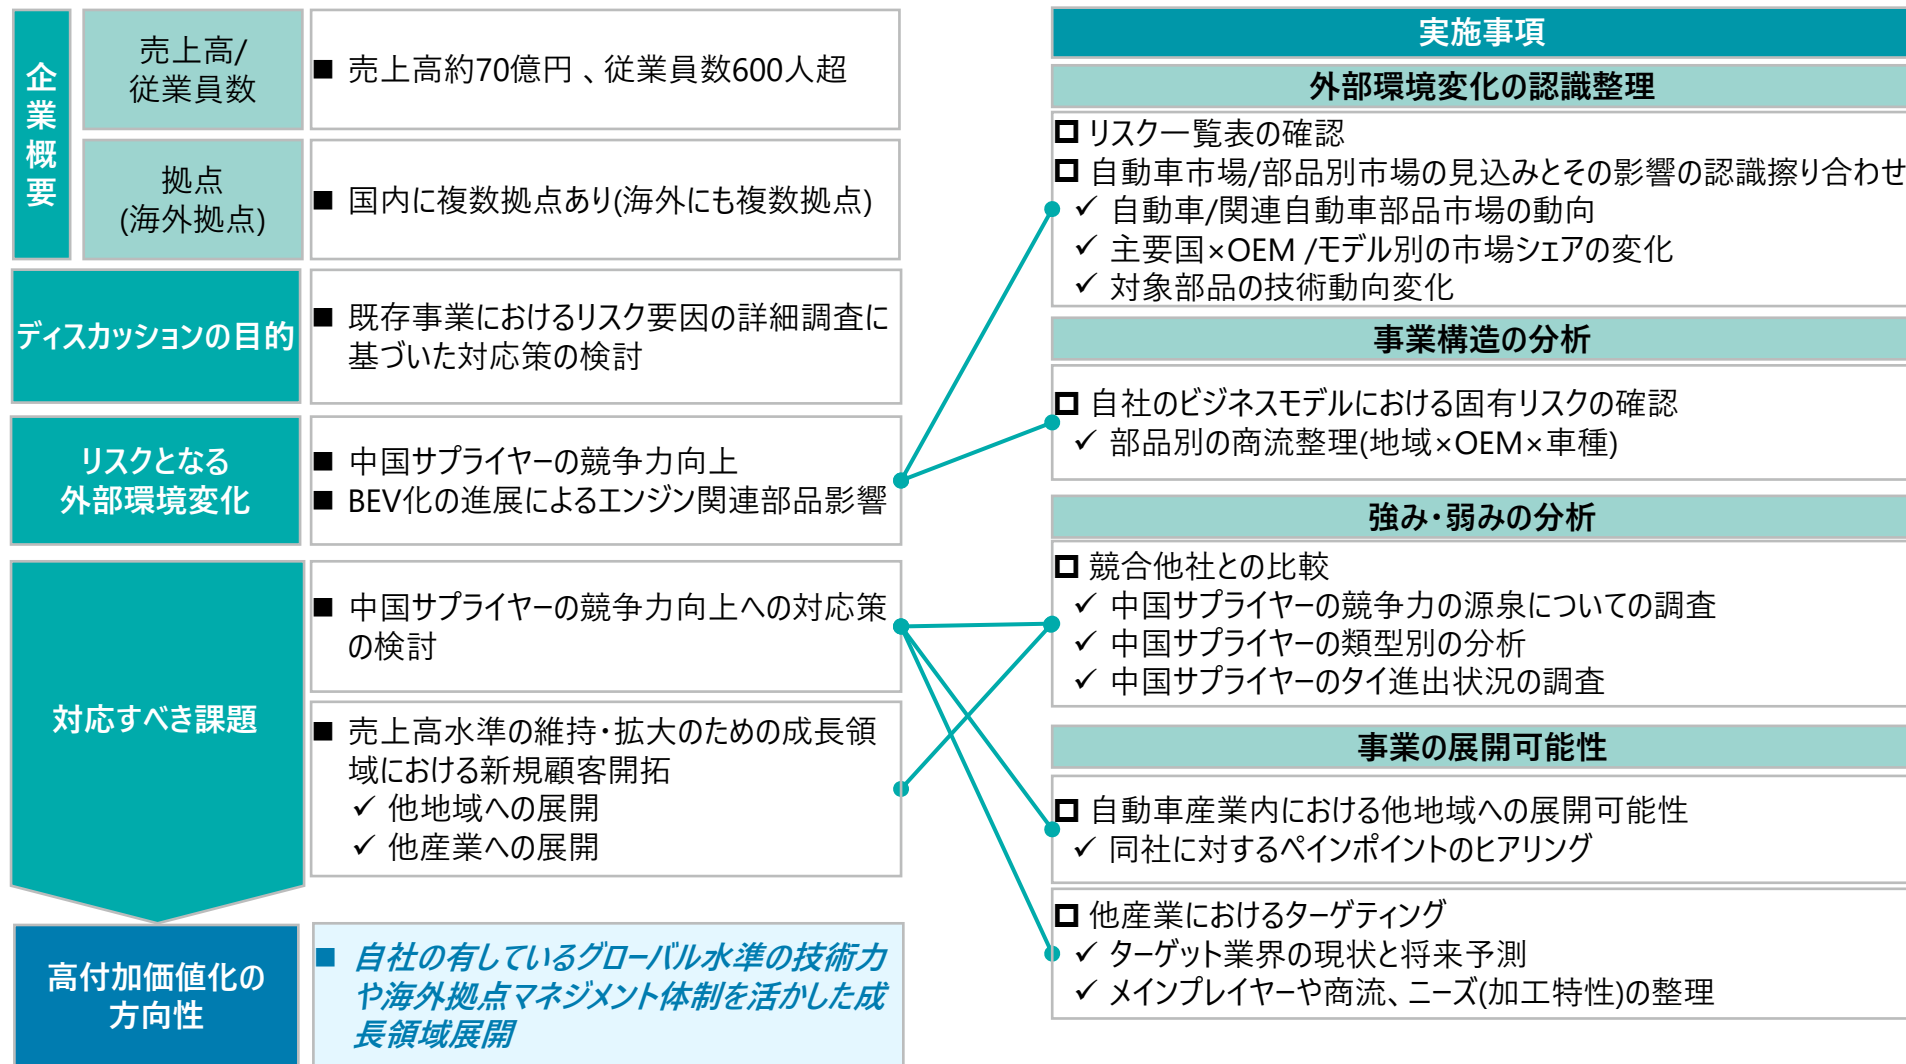 企業概要
売上高/
従業員数
■ 売上高約70億円 、従業員数600人超
拠点
(海外拠点)
■ 国内に複数拠点あり(海外にも複数拠点)
ディスカッションの目的
■ 既存事業におけるリスク要因の詳細調査に
基づいた対応策の検討
リスクとなる
外部環境変化
■ 中国サプライヤーの競争力向上
■ BEV化の進展によるエンジン関連部品影響
対応すべき課題
■ 中国サプライヤーの競争力向上への対応策
の検討
■ 売上高水準の維持・拡大のための成長領
域における新規顧客開拓
✓ 他地域への展開
✓ 他産業への展開
高付加価値化の
方向性
■ 自社の有しているグローバル水準の技術力
や海外拠点マネジメント体制を活かした成
長領域展開
実施事項
外部環境変化の認識整理
□ リスク一覧表の確認
□ 自動車市場/部品別市場の見込みとその影響の認識擦り合わせ
✓ 自動車/関連自動車部品市場の動向
✓ 主要国×OEM /モデル別の市場シェアの変化
✓ 対象部品の技術動向変化
事業構造の分析
□ 自社のビジネスモデルにおける固有リスクの確認
✓ 部品別の商流整理(地域×OEM×車種)
強み・弱みの分析
□ 競合他社との比較
✓ 中国サプライヤーの競争力の源泉についての調査
✓ 中国サプライヤーの類型別の分析
✓ 中国サプライヤーのタイ進出状況の調査
事業の展開可能性
□ 自動車産業内における他地域への展開可能性
✓ 同社に対するペインポイントのヒアリング
□ 他産業におけるターゲティング
✓ ターゲット業界の現状と将来予測
✓ メインプレイヤーや商流、ニーズ(加工特性)の整理